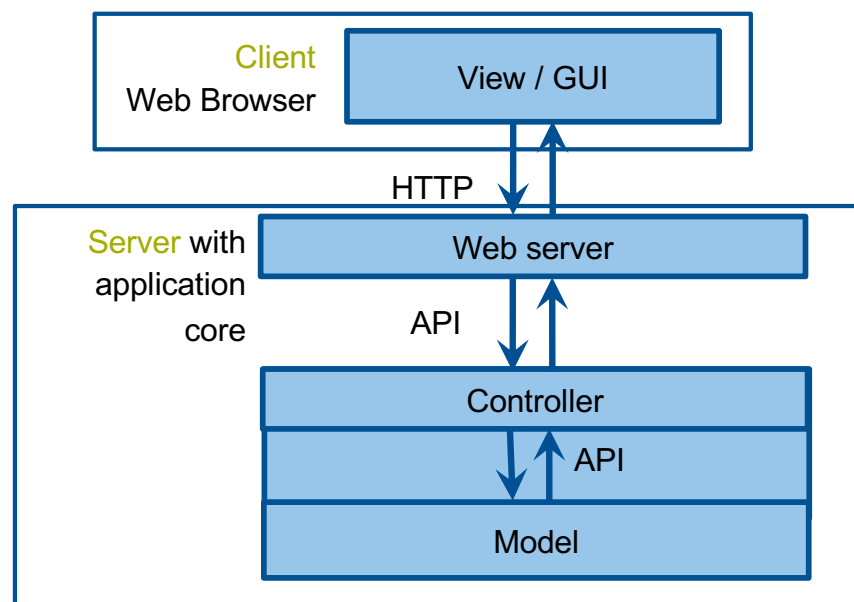 Client
Web Browser
View / GUI
HTTP
Server with
application
core
Web server
API
Controller
API
Model